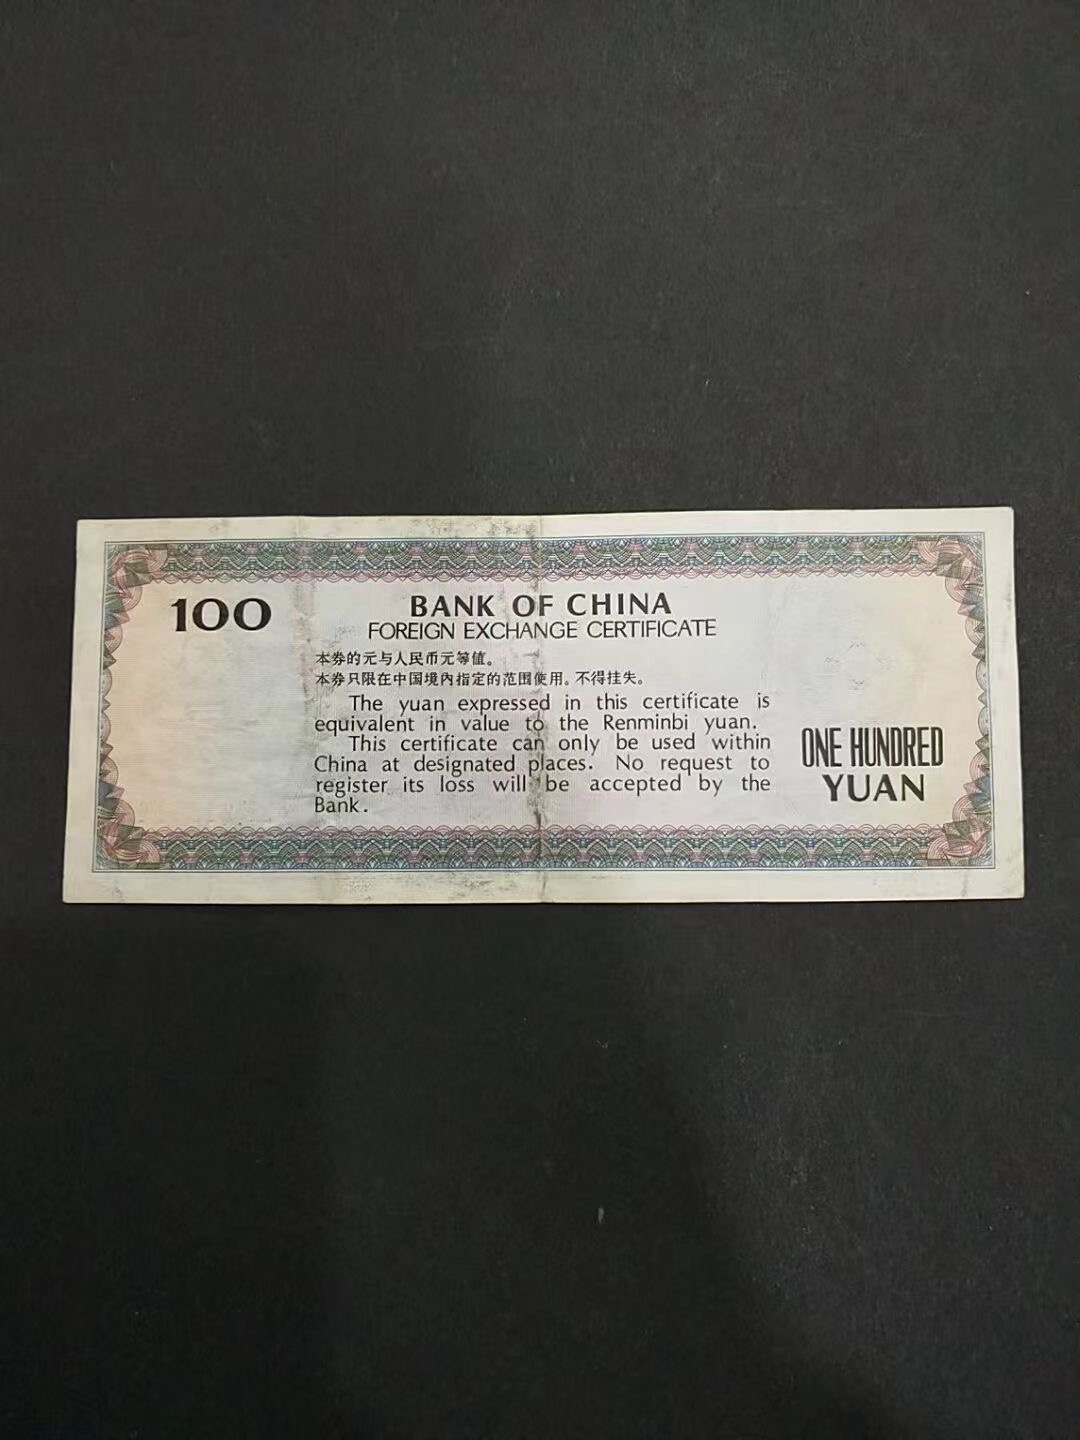 100
BANK OF CHINA
FOREIGN EXCHANGE CERTIFICATE
本券的元与人民币元等值。
本券只限在中国境内指定的范围使用。不得挂失。
The yuan expressed in this certificate is
equivalent in value to the Renminbi yuan.
This certificate can only be used within
China at designated places. No request to
register its loss will be accepted by the
Bank.
ONE HUNDRED
YUAN